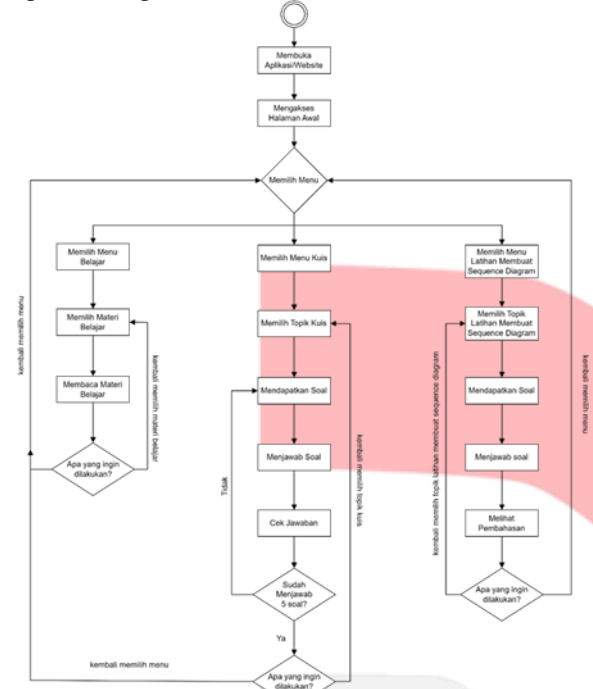 Membuka
Aplikasi/Website
Mengakses
Halaman Awal
Memilih Menu
Memilih Menu
Belajar
Memilih Materi
Belajar
Membaca Materi
Belajar
Apa yang ingin
dilakukan?
kembali memilih menu
kembali memilih materi belajar
Memilih Menu Kuis
Memilih Topik Kuis
Mendapatkan Soal
Menjawab Soal
Cek Jawaban
Sudah
Menjawab
5 soal?
Tidak
Ya
kembali memilih topik kuis
Apa yang ingin
dilakukan?
kembali memilih menu
Memilih Menu
Latihan Membuat
Sequence Diagram
Memilih Topik
Latihan Membuat
Sequence Diagram
Mendapatkan Soal
Menjawab soal
Melihat
Pembahasan
Apa yang ingin
dilakukan?
kembali memilih topik latihan membuat sequence diagram
kembali memilih menu